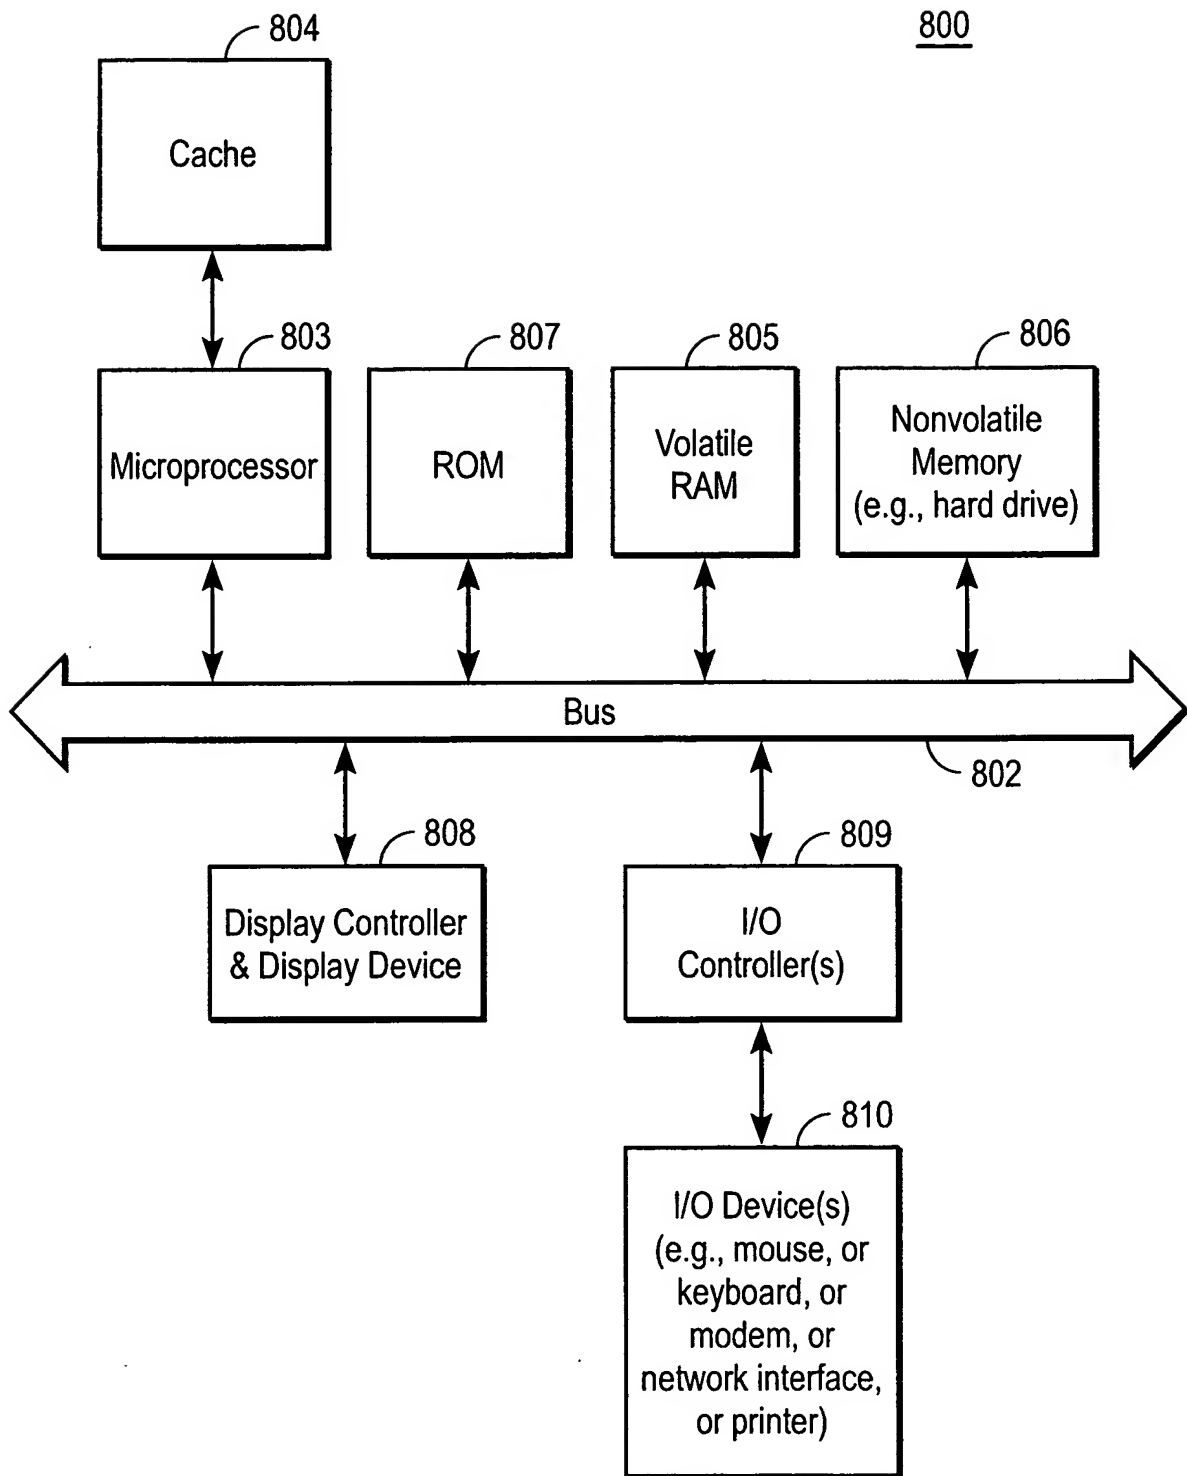 800
804
Cache
803
Microprocessor
807
ROM
805
Volatile
RAM
806
Nonvolatile
Memory
(e.g., hard drive)
Bus
802
808
Display Controller
& Display Device
809
I/O
Controller(s)
810
I/O Device(s)
(e.g., mouse, or
keyboard, or
modem, or
network interface,
or printer)